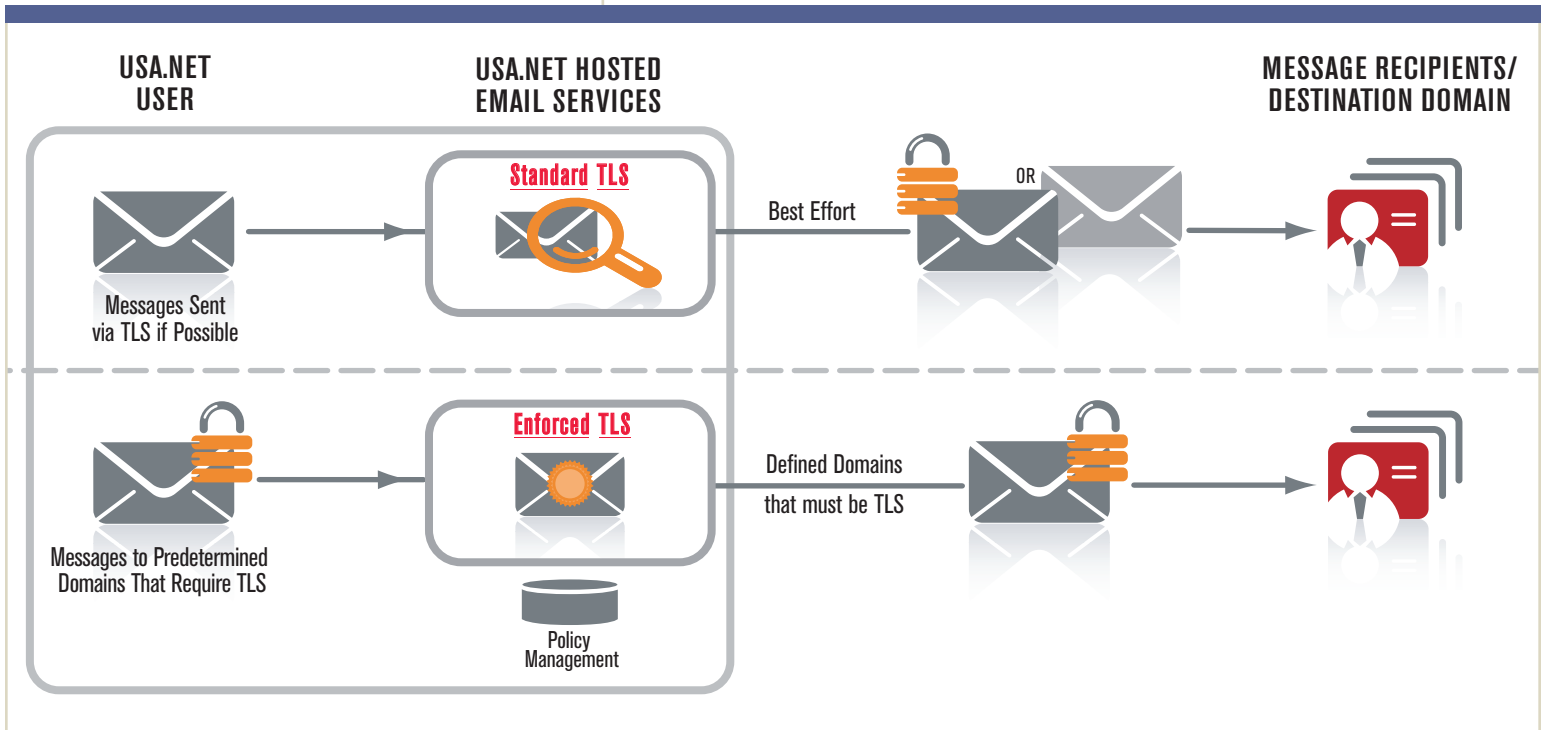 USA.NET
USER
USA.NET HOSTED
EMAIL SERVICES
MESSAGE RECIPIENTS/
DESTINATION DOMAIN
Standard TLS
Best Effort
OR
Messages Sent
via TLS if Possible
Enforced TLS
Defined Domains
that must be TLS
Messages to Predetermined
Domains That Require TLS
Policy
Management